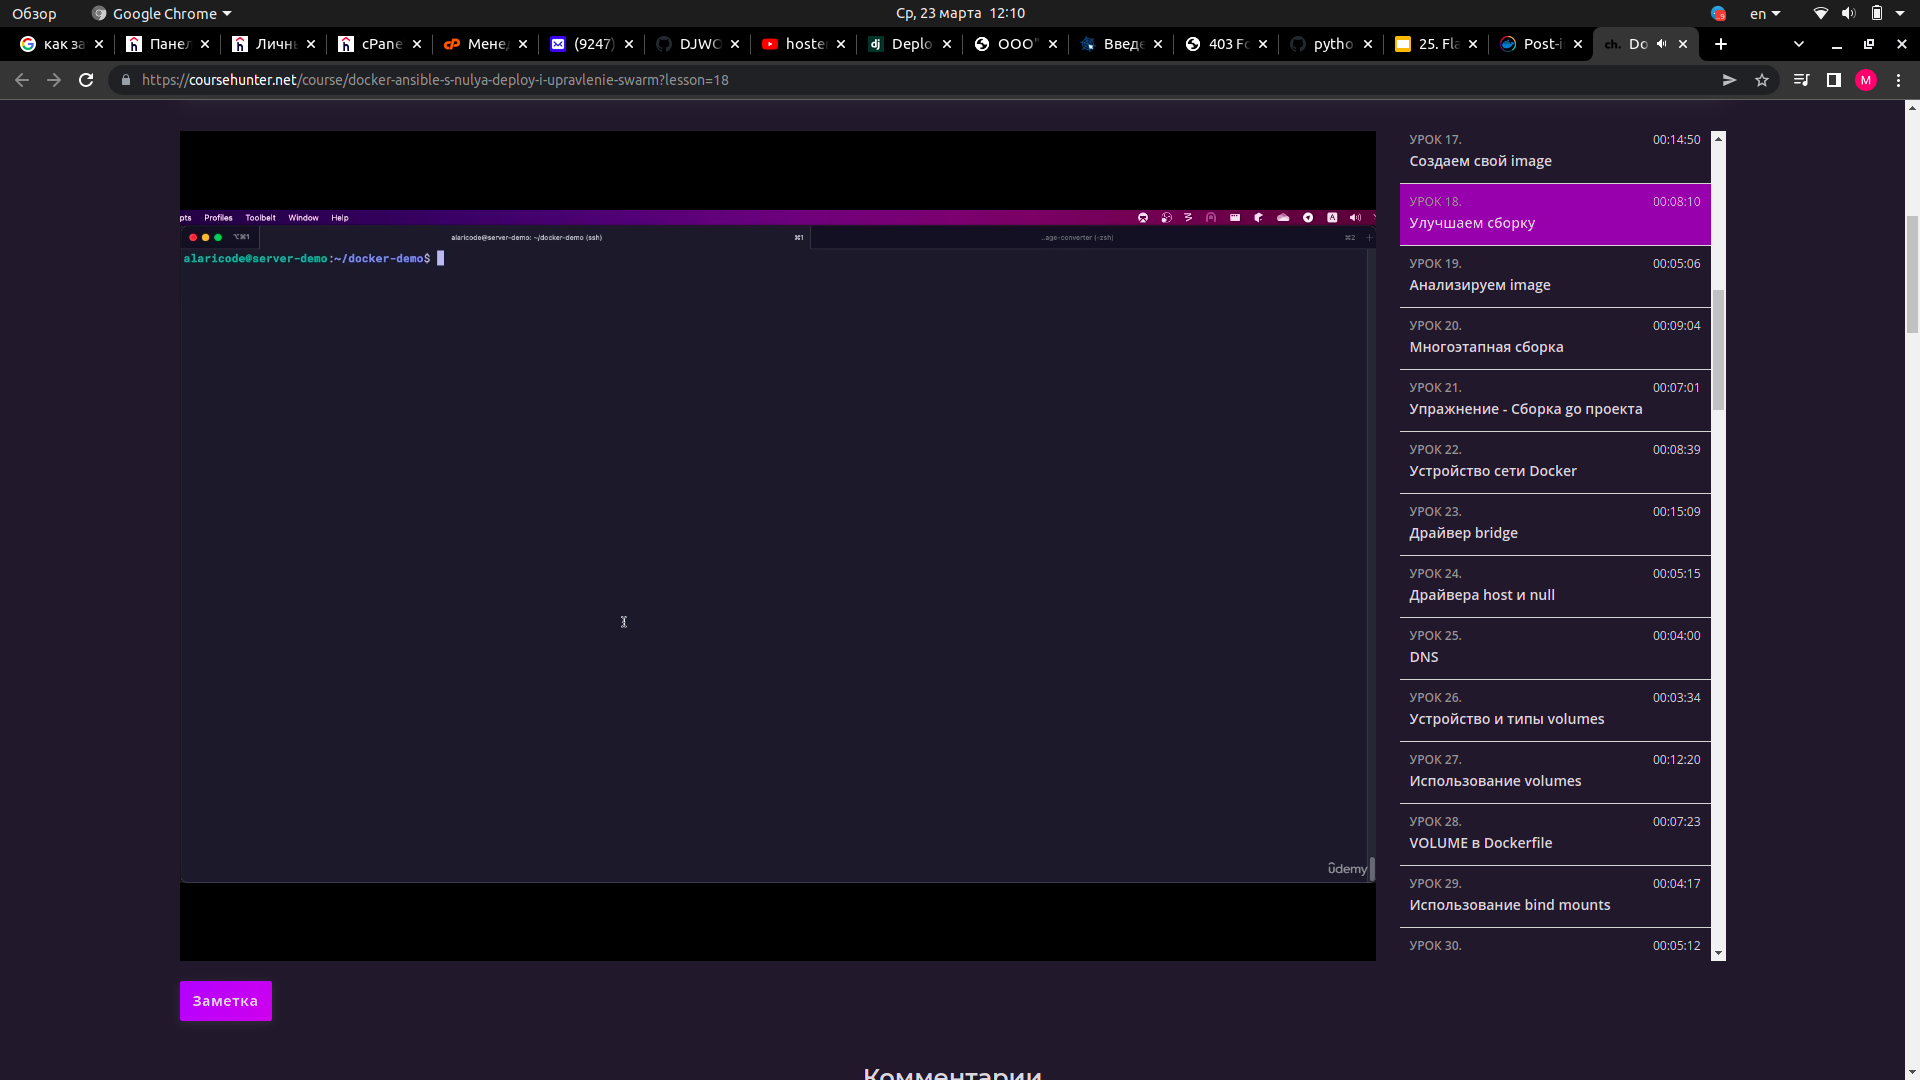 Обзор
Google Chrome
Ср, 23 марта 12:10
en
как за
Панел
Личнь
cPane
Мене
(9247)
DJWO
hoste
Deplo
ООО"
Введе
403 Fo
pytho
25. Fla
Post-i
ch. Do
https://coursehunter.net/course/docker-ansible-s-nulya-deploy-i-upravlenie-swarm?lesson=18
M
pts Profiles Toolbelt Window Help
⌥⌘1
alaricode@server-demo: ~/docker-demo (ssh)
⌘1
..age-converter (-zsh)
⌘2
alaricode@server-demo:~/docker-demo$
ûdemy
УРОК 17. 00:14:50
Создаем свой image
УРОК 18. 00:08:10
Улучшаем сборку
УРОК 19. 00:05:06
Анализируем image
УРОК 20. 00:09:04
Многоэтапная сборка
УРОК 21. 00:07:01
Упражнение - Сборка go проекта
УРОК 22. 00:08:39
Устройство сети Docker
УРОК 23. 00:15:09
Драйвер bridge
УРОК 24. 00:05:15
Драйвера host и null
УРОК 25. 00:04:00
DNS
УРОК 26. 00:03:34
Устройство и типы volumes
УРОК 27. 00:12:20
Использование volumes
УРОК 28. 00:07:23
VOLUME в Dockerfile
УРОК 29. 00:04:17
Использование bind mounts
УРОК 30. 00:05:12
Заметка
Комментарии